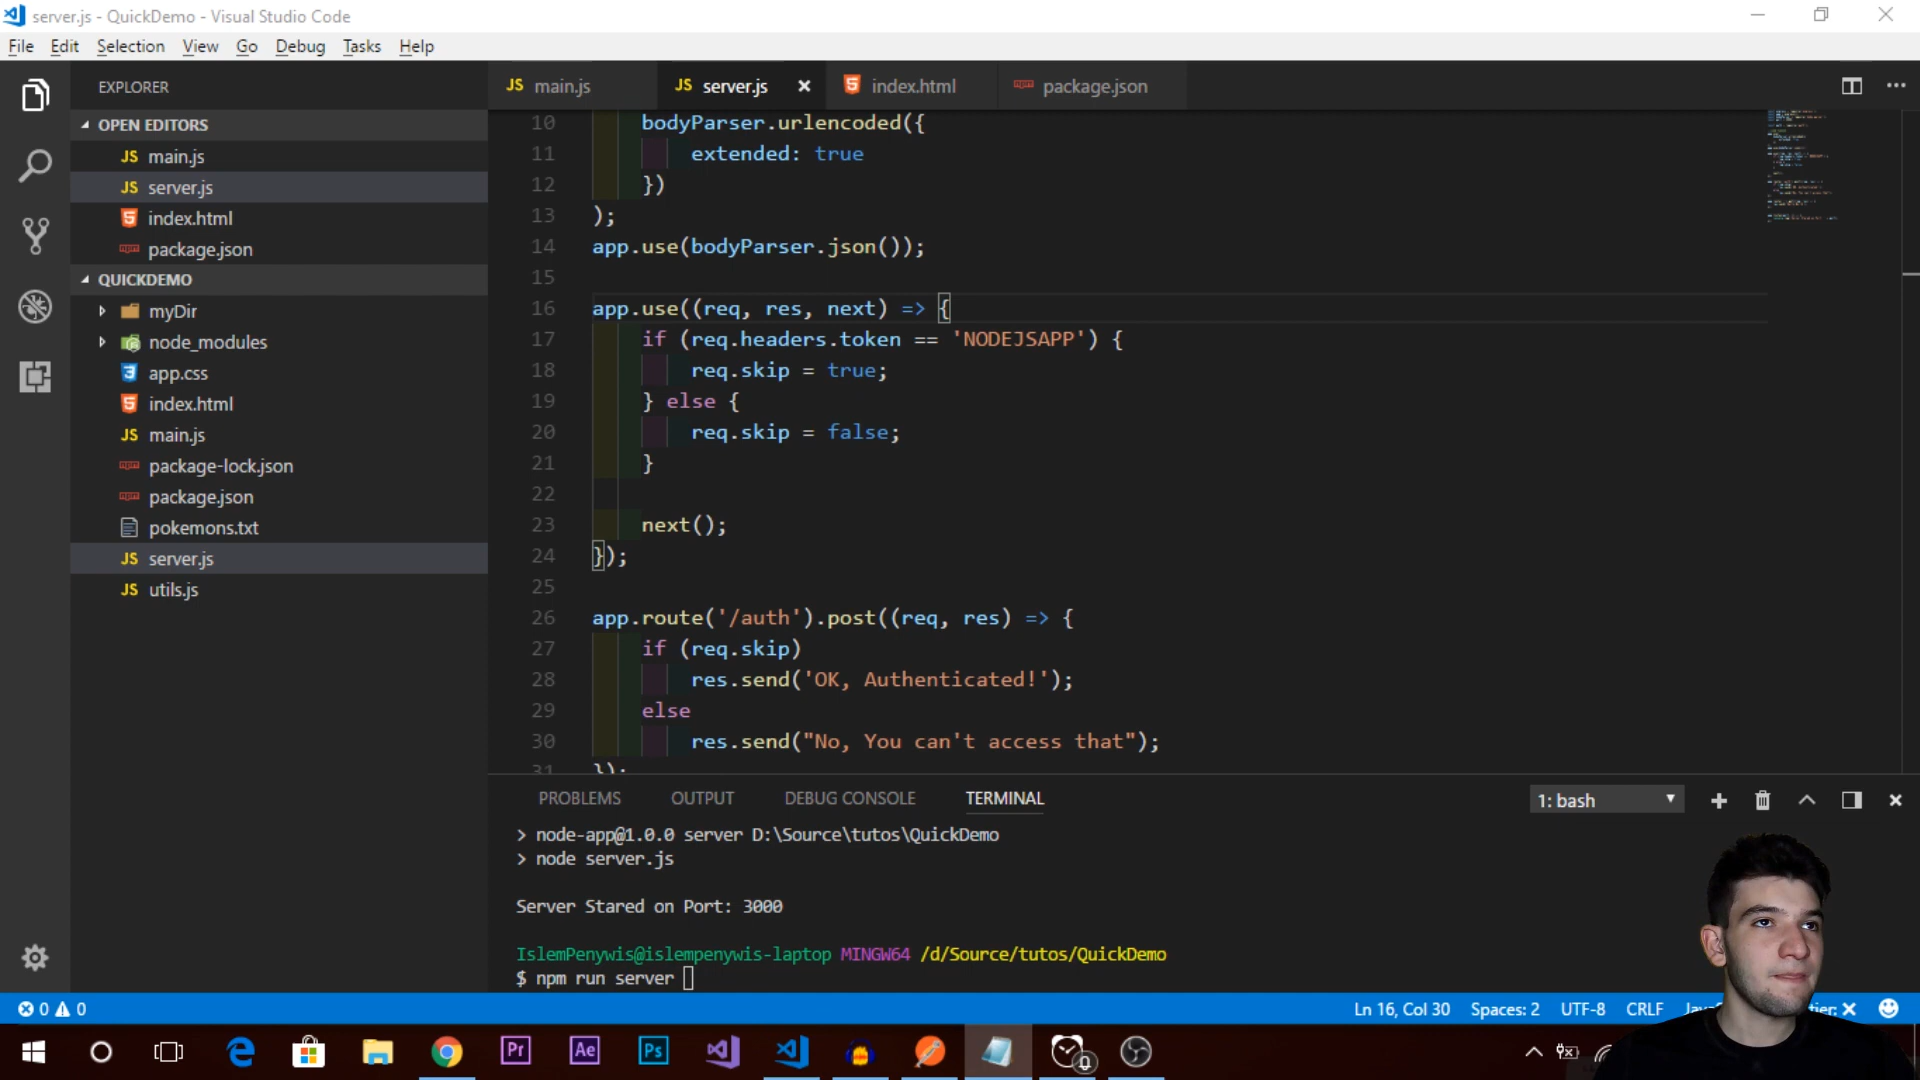 server.js - QuickDemo - Visual Studio Code
File Edit Selection View Go Debug Tasks Help
EXPLORER
JS main.js
JS server.js
index.html
package.json
OPEN EDITORS
JS main.js
JS server.js
index.html
package.json
QUICKDEMO
myDir
node_modules
app.css
index.html
JS main.js
package-lock.json
package.json
pokemons.txt
JS server.js
JS utils.js
10 bodyParser.urlencoded({
11 extended: true
12 })
13 );
14 app.use(bodyParser.json());
15
16 app.use((req, res, next) => {
17 if (req.headers.token == 'NODEJSAPP') {
18 req.skip = true;
19 } else {
20 req.skip = false;
21 }
22
23 next();
24 });
25
26 app.route('/auth').post((req, res) => {
27 if (req.skip)
28 res.send('OK, Authenticated!');
29 else
30 res.send("No, You can't access that");
31 });
PROBLEMS OUTPUT DEBUG CONSOLE TERMINAL
1: bash
> node-app@1.0.0 server D:\Source\tutos\QuickDemo
> node server.js
Server Stared on Port: 3000
IslemPenywis@islempenywis-laptop MINGW64 /d/Source/tutos/QuickDemo
$ npm run server
0 0
Ln 16, Col 30 Spaces: 2 UTF-8 CRLF
Pr Ae Ps